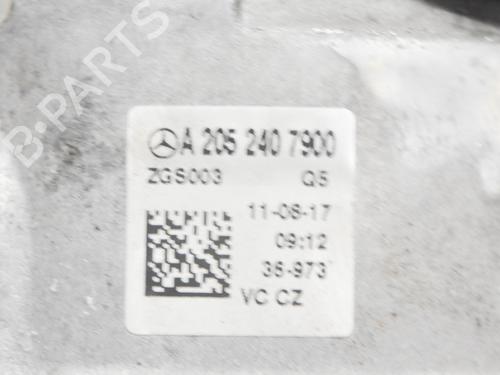 A 205 240 7900
ZGS003 Q5
11-08-17
09:12
36-973
VC CZ
B-PARTS